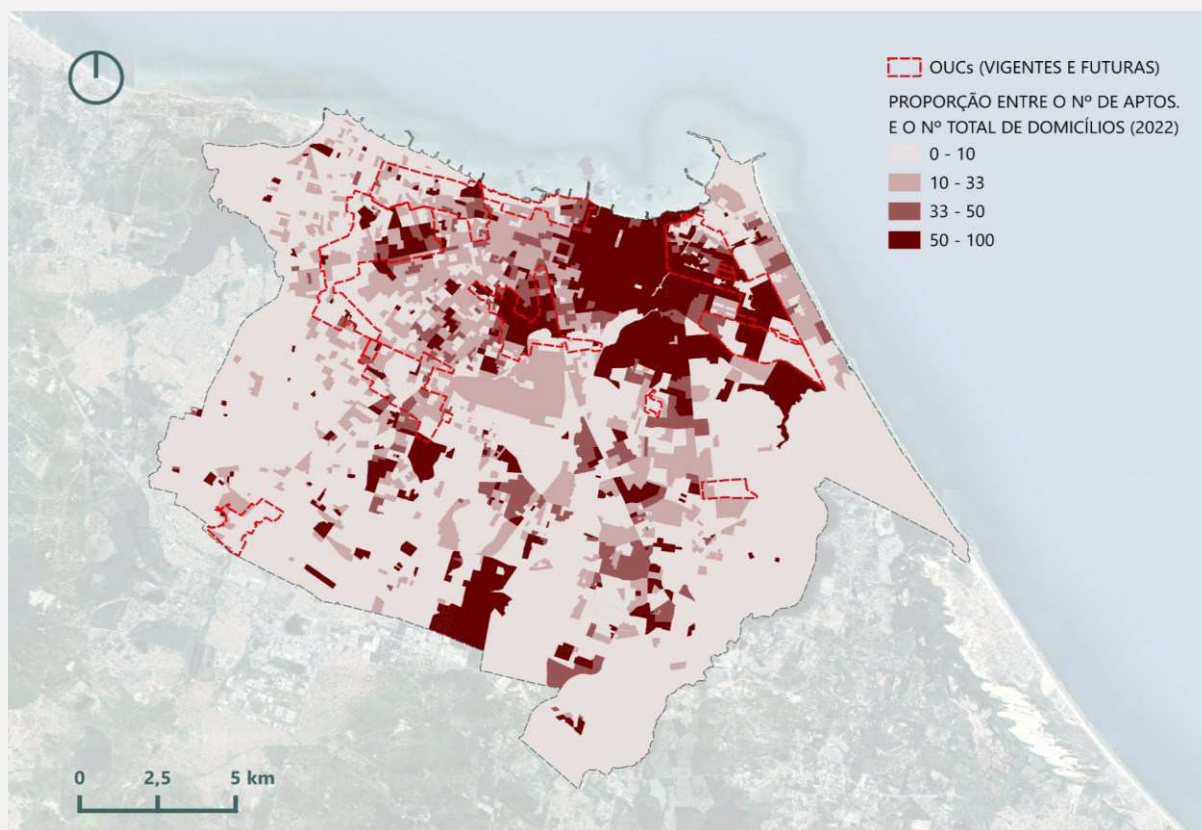 OUCs (VIGENTES E FUTURAS)
PROPORÇÃO ENTRE O Nº DE APTOS.
E O Nº TOTAL DE DOMICÍLIOS (2022)
0 - 10
10 - 33
33 - 50
50 - 100
0 2,5 5 km